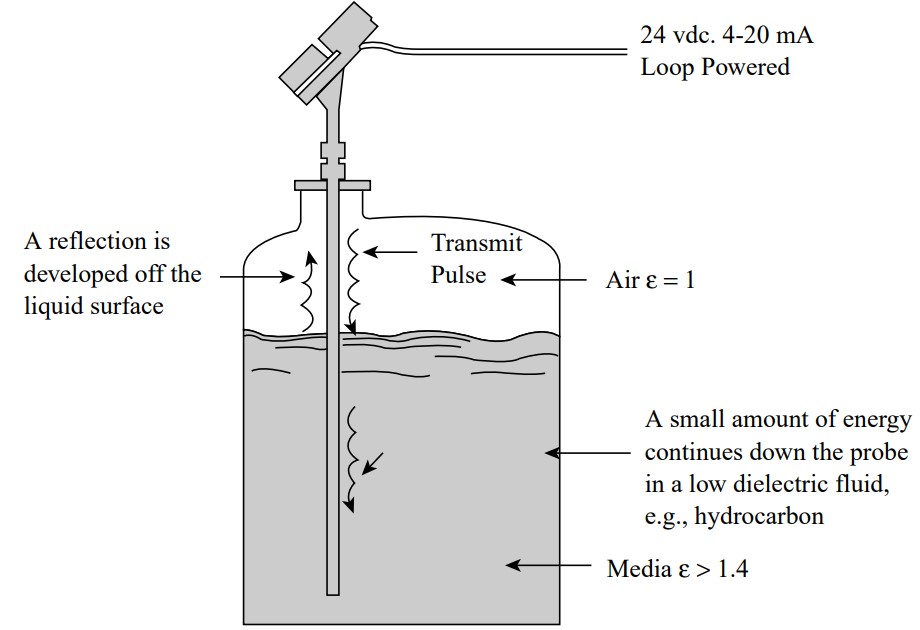 24 vdc. 4-20 mA
Loop Powered
A reflection is
developed off the
liquid surface
Transmit
Pulse
Air ε = 1
A small amount of energy
continues down the probe
in a low dielectric fluid,
e.g., hydrocarbon
Media ε > 1.4